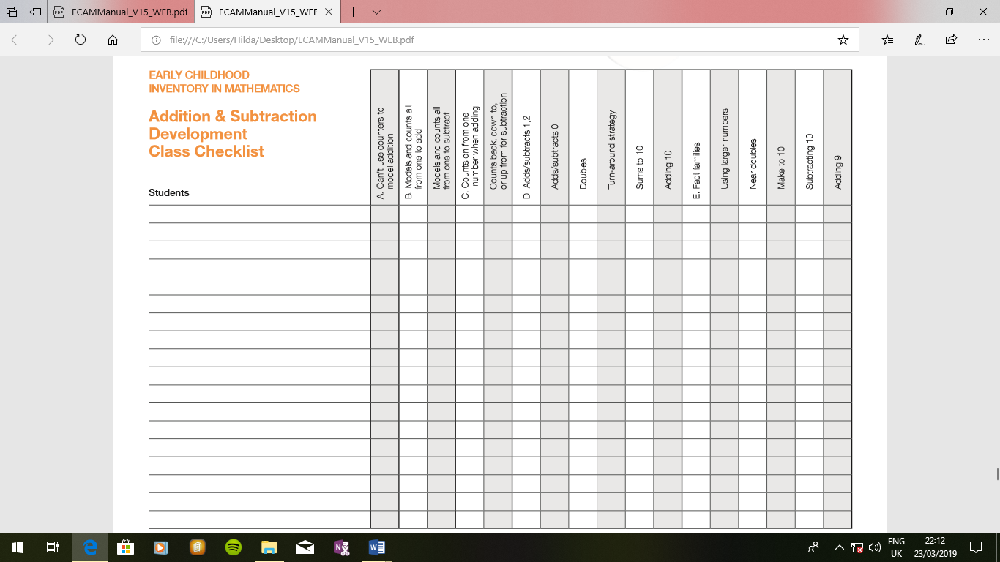 ECAMManual_V15_WEB.pdf
ECAMManual_V15_WEE
file:///C:/Users/Hilda/Desktop/ECAMManual_V15_WEB.pdf
EARLY CHILDHOOD
INVENTORY IN MATHEMATICS
Addition & Subtraction
Development
Class Checklist
Students
A. Can't use counters to
model addition
B. Models and counts all
from one to add
Models and counts all
from one to subtract
C. Counts on from one
number when adding
Counts back, down to,
or up from for subtraction
D. Adds/subtracts 1,2
Adds/subtracts 0
Doubles
Turn-around strategy
Sums to 10
Adding 10
E. Fact families
Using larger numbers
Near doubles
Make to 10
Subtracting 10
Adding 9
ENG
UK
22:12
23/03/2019